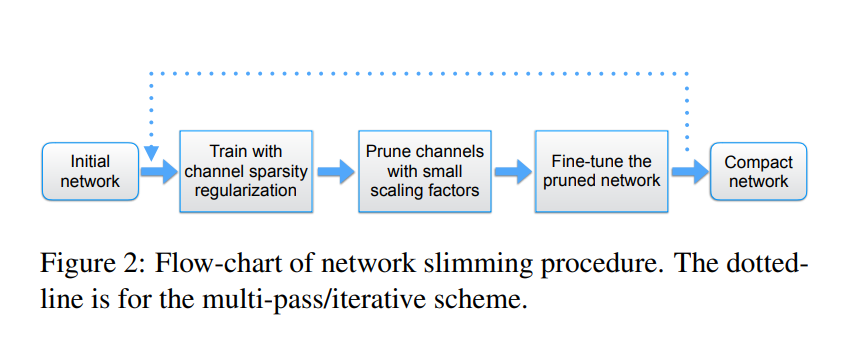 Initial
network
Train with
channel sparsity
regularization
Prune channels
with small
scaling factors
Fine-tune the
pruned network
Compact
network
Figure 2: Flow-chart of network slimming procedure. The dotted-
line is for the multi-pass/iterative scheme.